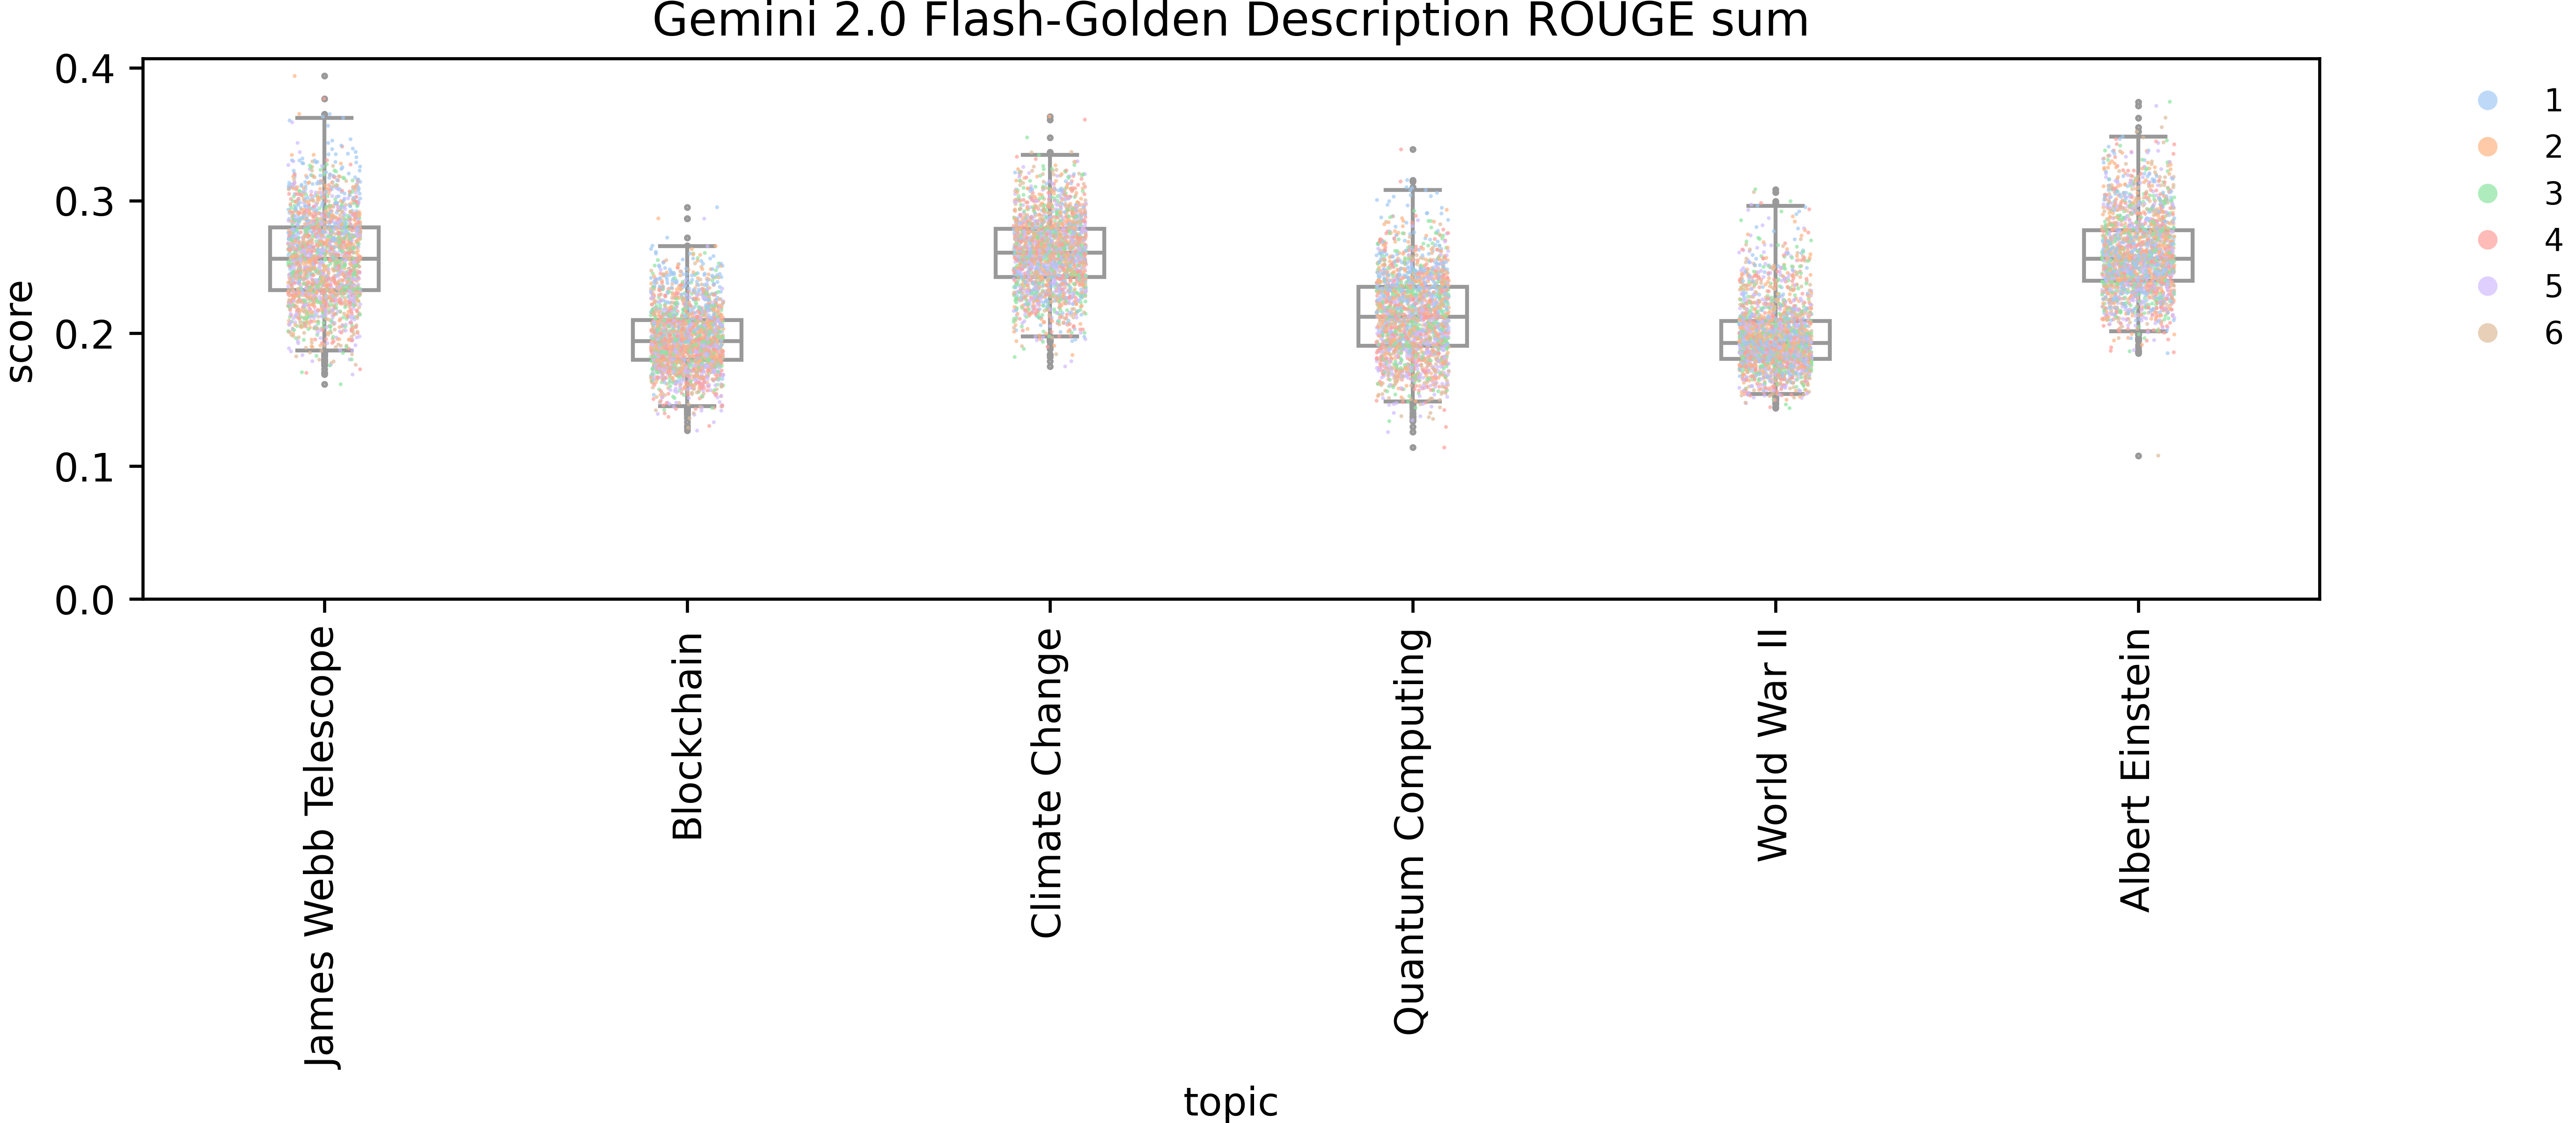 Gemini 2.0 Flash-Golden Description ROUGE sum
score
0.4
0.3
0.2
0.1
0.0
James Webb Telescope
Blockchain
Climate Change
Quantum Computing
World War II
Albert Einstein
topic
1
2
3
4
5
6